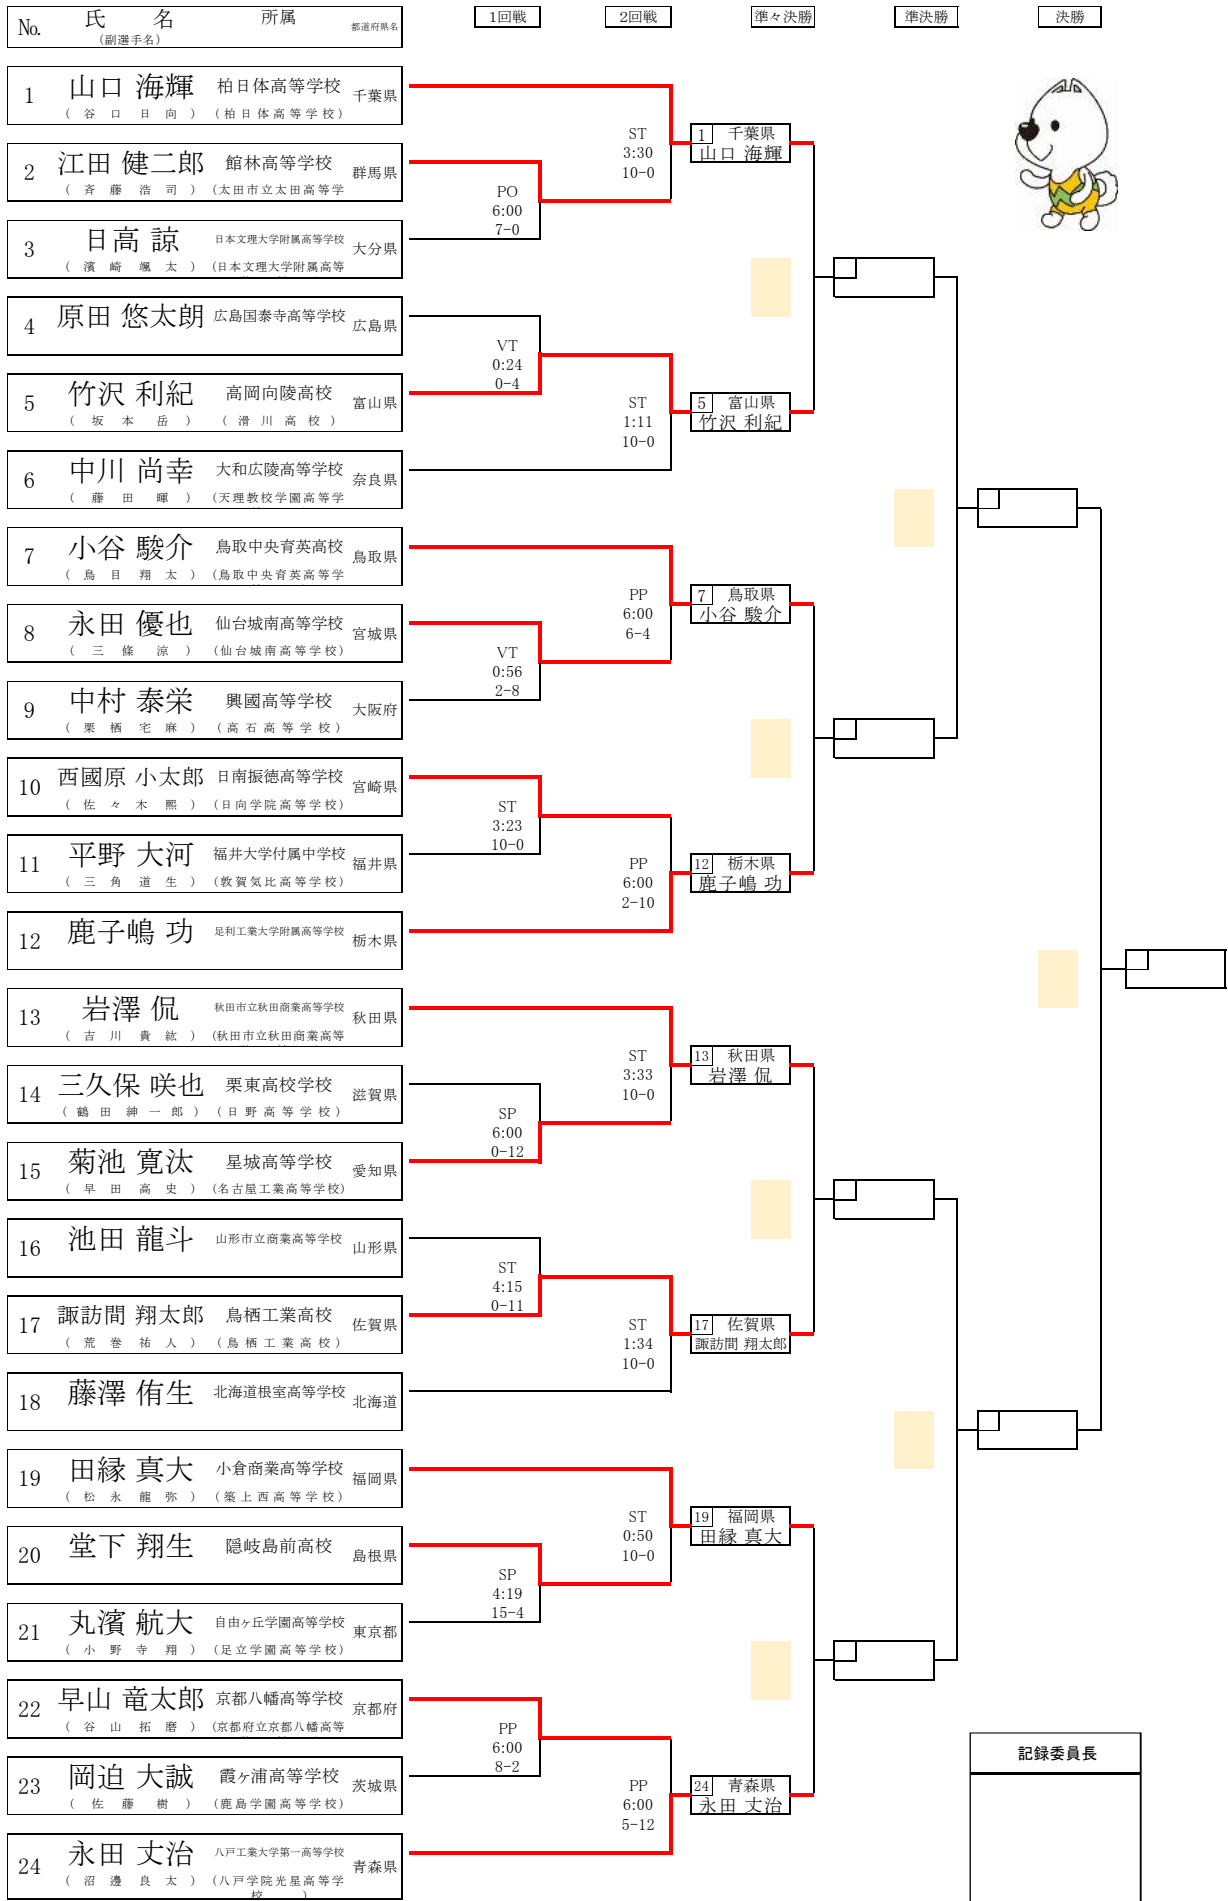 No. 氏 名 所属 都道府県名 1回戦 2回戦 準々決勝 準決勝 決勝
(副選手名)
1 山口 海輝 柏日体高等学校 千葉県
(谷口日向) (柏日体高等学校)
2 江田 健二郎 館林高等学校 群馬県
(斉藤浩司) (太田市立太田高等学
3 日高 諒 日本文理大学附属高等学校 大分県
(濱崎颯太) (日本文理大学附属高等
4 原田 悠太朗 広島国泰寺高等学校 広島県
5 竹沢 利紀 高岡向陵高校 富山県
(坂本岳) (滑川高校)
6 中川 尚幸 大和広陵高等学校 奈良県
(藤田暉) (天理教校学園高等学
7 小谷 駿介 鳥取中央育英高校 鳥取県
(鳥目翔太) (鳥取中央育英高等学
8 永田 優也 仙台城南高等学校 宮城県
(三條涼) (仙台城南高等学校)
9 中村 泰栄 興國高等学校 大阪府
(栗栖宅麻) (高石高等学校)
10 西國原 小太郎 日南振徳高等学校 宮崎県
(佐々木熙) (日向学院高等学校)
11 平野 大河 福井大学付属中学校 福井県
(三角道生) (敦賀気比高等学校)
12 鹿子嶋 功 足利工業大学附属高等学校 栃木県
13 岩澤 侃 秋田市立秋田商業高等学校 秋田県
(吉川貴紘) (秋田市立秋田商業高等
14 三久保 咲也 栗東高校学校 滋賀県
(鶴田紳一郎) (日野高等学校)
15 菊池 寛汰 星城高等学校 愛知県
(早田高史) (名古屋工業高等学校)
16 池田 龍斗 山形市立商業高等学校 山形県
17 諏訪間 翔太郎 鳥栖工業高校 佐賀県
(荒巻祐人) (鳥栖工業高校)
18 藤澤 侑生 北海道根室高等学校 北海道
19 田縁 真大 小倉商業高等学校 福岡県
(松永龍弥) (築上西高等学校)
20 堂下 翔生 隠岐島前高校 島根県
21 丸濱 航大 自由ヶ丘学園高等学校 東京都
(小野寺翔) (足立学園高等学校)
22 早山 竜太郎 京都八幡高等学校 京都府
(谷山拓磨) (京都府立京都八幡高等
23 岡迫 大誠 霞ヶ浦高等学校 茨城県
(佐藤樹) (鹿島学園高等学校)
24 永田 丈治 八戸工業大学第一高等学校 青森県
(沼邊良太) (八戸学院光星高等学
校)
PO
6:00
7-0
VT
0:24
0-4
VT
0:56
2-8
ST
3:23
10-0
SP
6:00
0-12
ST
4:15
0-11
SP
4:19
15-4
PP
6:00
8-2
ST
3:30
10-0
ST
1:11
10-0
PP
6:00
6-4
PP
6:00
2-10
ST
3:33
10-0
ST
1:34
10-0
ST
0:50
10-0
PP
6:00
5-12
1 千葉県
山口 海輝
5 富山県
竹沢 利紀
7 鳥取県
小谷 駿介
12 栃木県
鹿子嶋 功
13 秋田県
岩澤 侃
17 佐賀県
諏訪間 翔太郎
19 福岡県
田縁 真大
24 青森県
永田 丈治
記録委員長